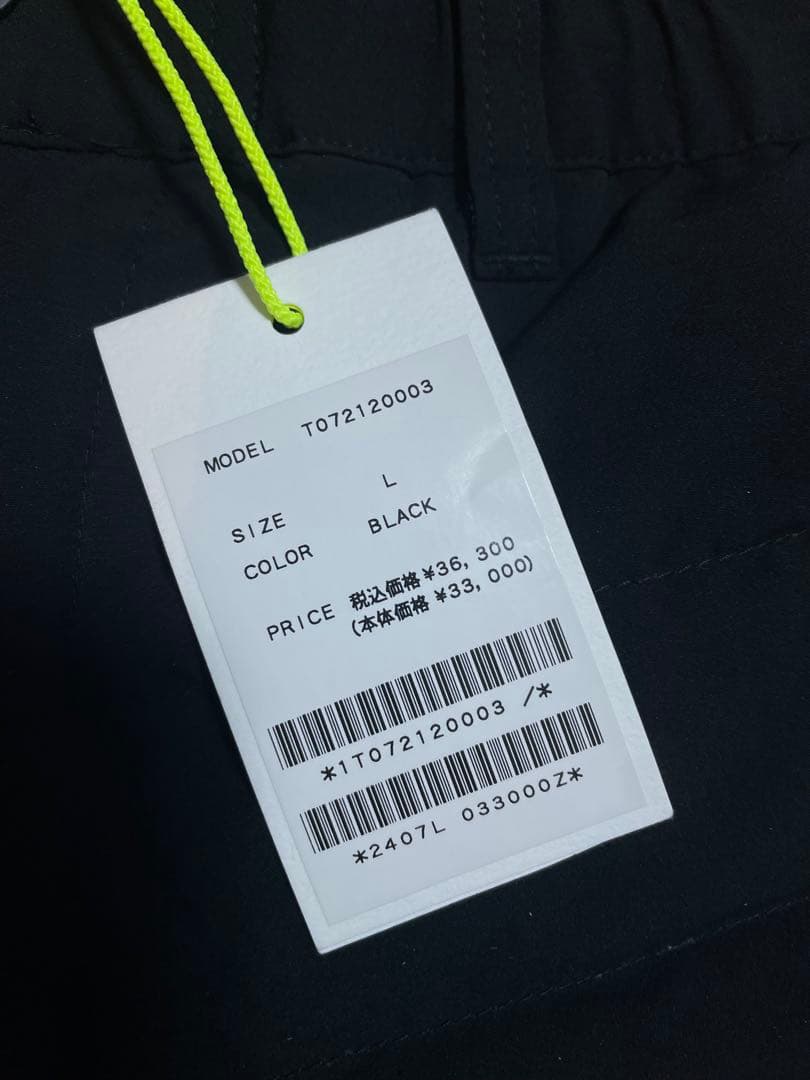 MODEL T072120003
SIZE L
COLOR BLACK
PRICE 税込価格 ¥36,300
(本体価格 ¥33,000)
*1T072120003 /*
*2407L 033000Z*